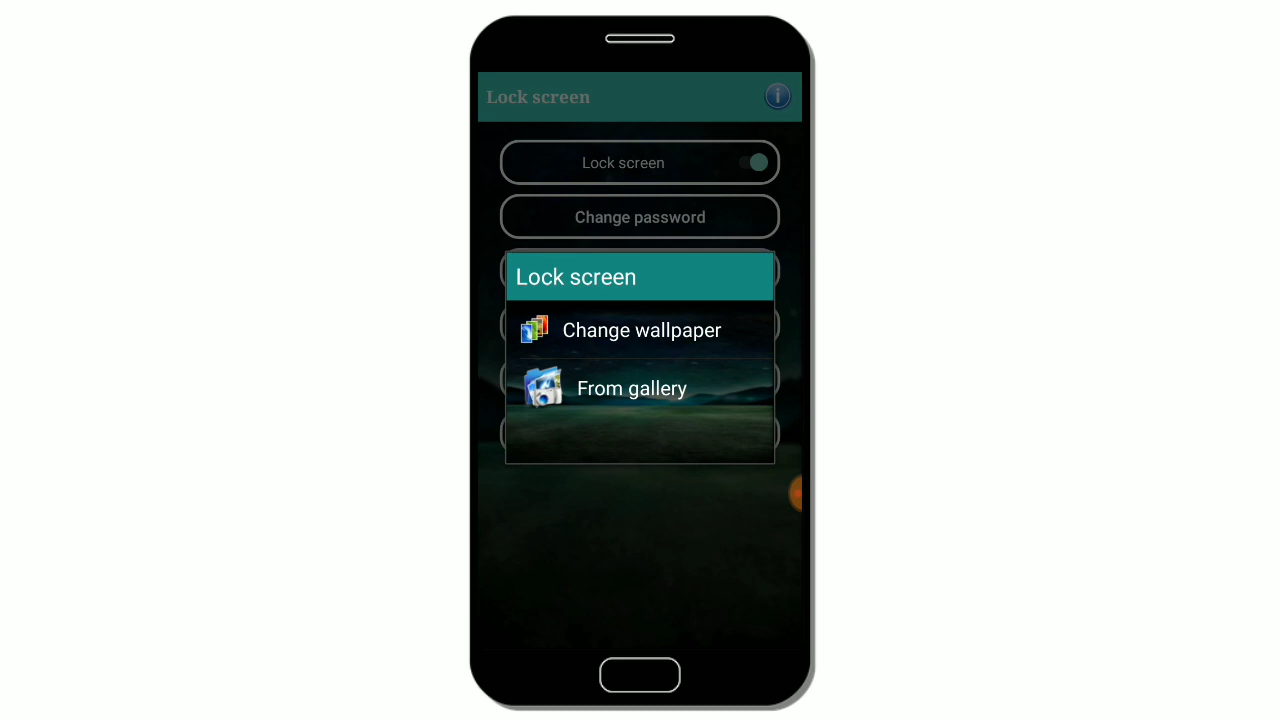 Lock screen
Lock screen
Change password
Lock screen
Change wallpaper
From gallery